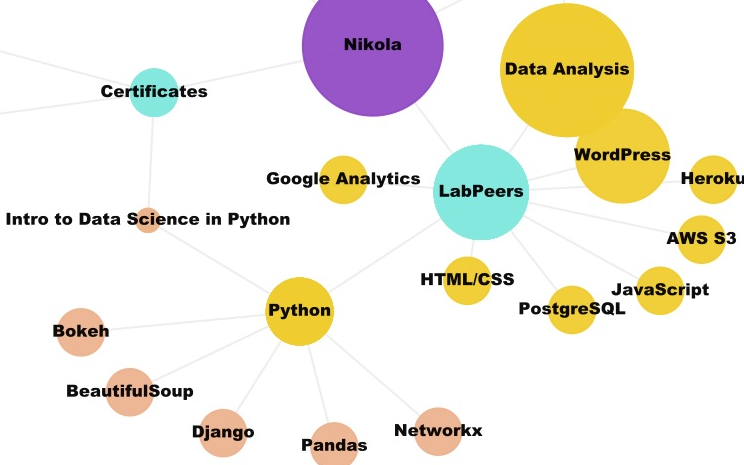 Nikola
Data Analysis
Certificates
WordPress
Google Analytics
Heroku
LabPeers
Intro to Data Science in Python
AWS S3
HTML/CSS
JavaScript
PostgreSQL
Python
Bokeh
BeautifulSoup
Django
Networkx
Pandas